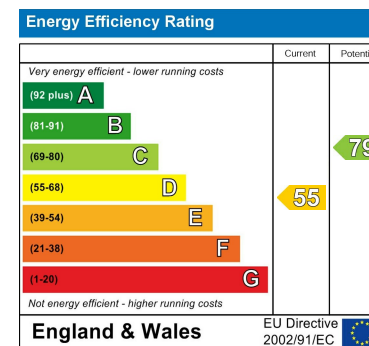 Energy Efficiency Rating
Current Potenti
Very energy efficient - lower running costs
(92 plus) A
(81-91) B
(69-80) C
79
(55-68) D
55
(39-54) E
(21-38) F
(1-20) G
Not energy efficient - higher running costs
England & Wales
EU Directive
2002/91/EC